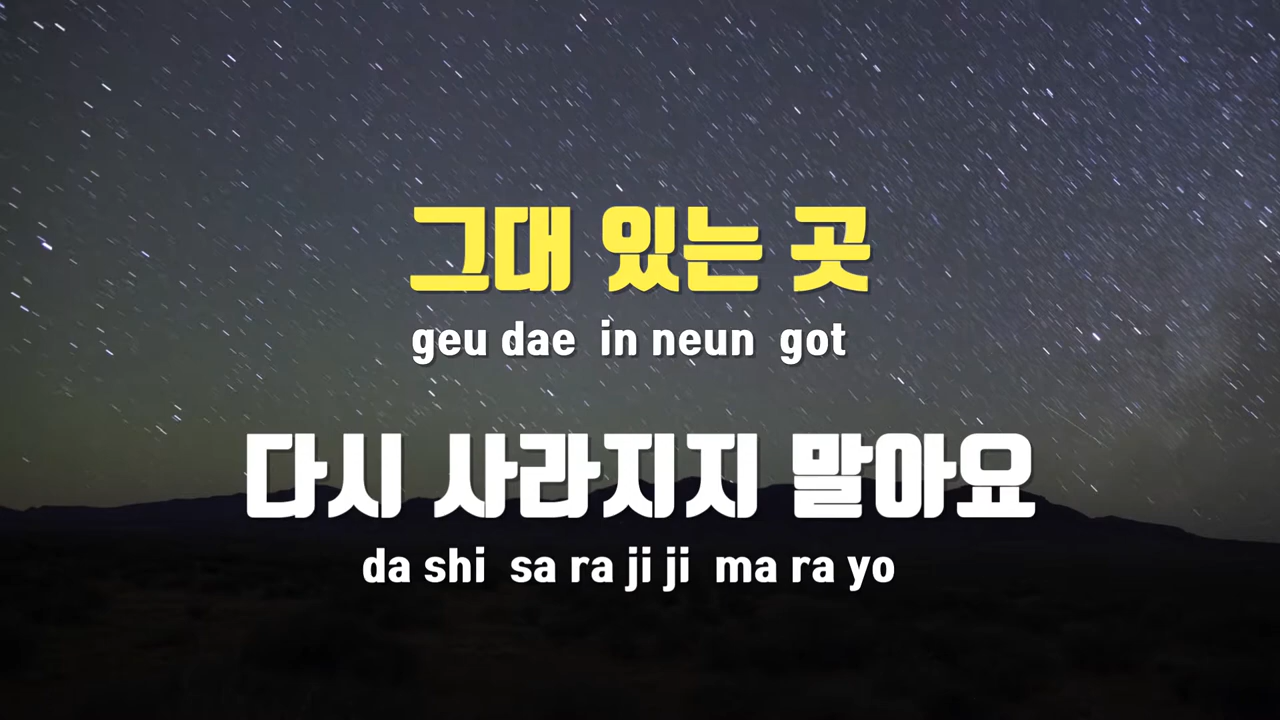 그대 있는 곳
geu dae in neun got
다시 사라지지 말아요
da shi sa ra ji ji ma ra yo